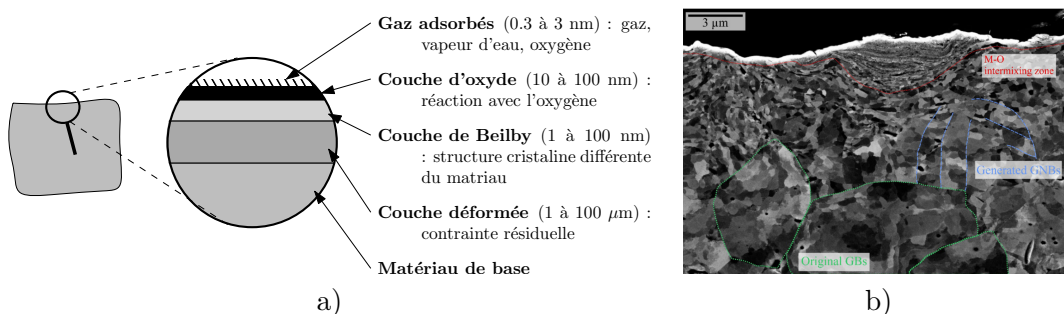 Gaz adsorbés (0.3 à 3 nm) : gaz,
vapeur d'eau, oxygène
Couche d'oxyde (10 à 100 nm) :
réaction avec l'oxygène
Couche de Beilby (1 à 100 nm)
: structure cristaline différente
du matriau
Couche déformée (1 à 100 μm) :
contrainte résiduelle
Matériau de base
a)
3 μm
M-O
intermixing zone
Generated GNBs
Original GBs
b)